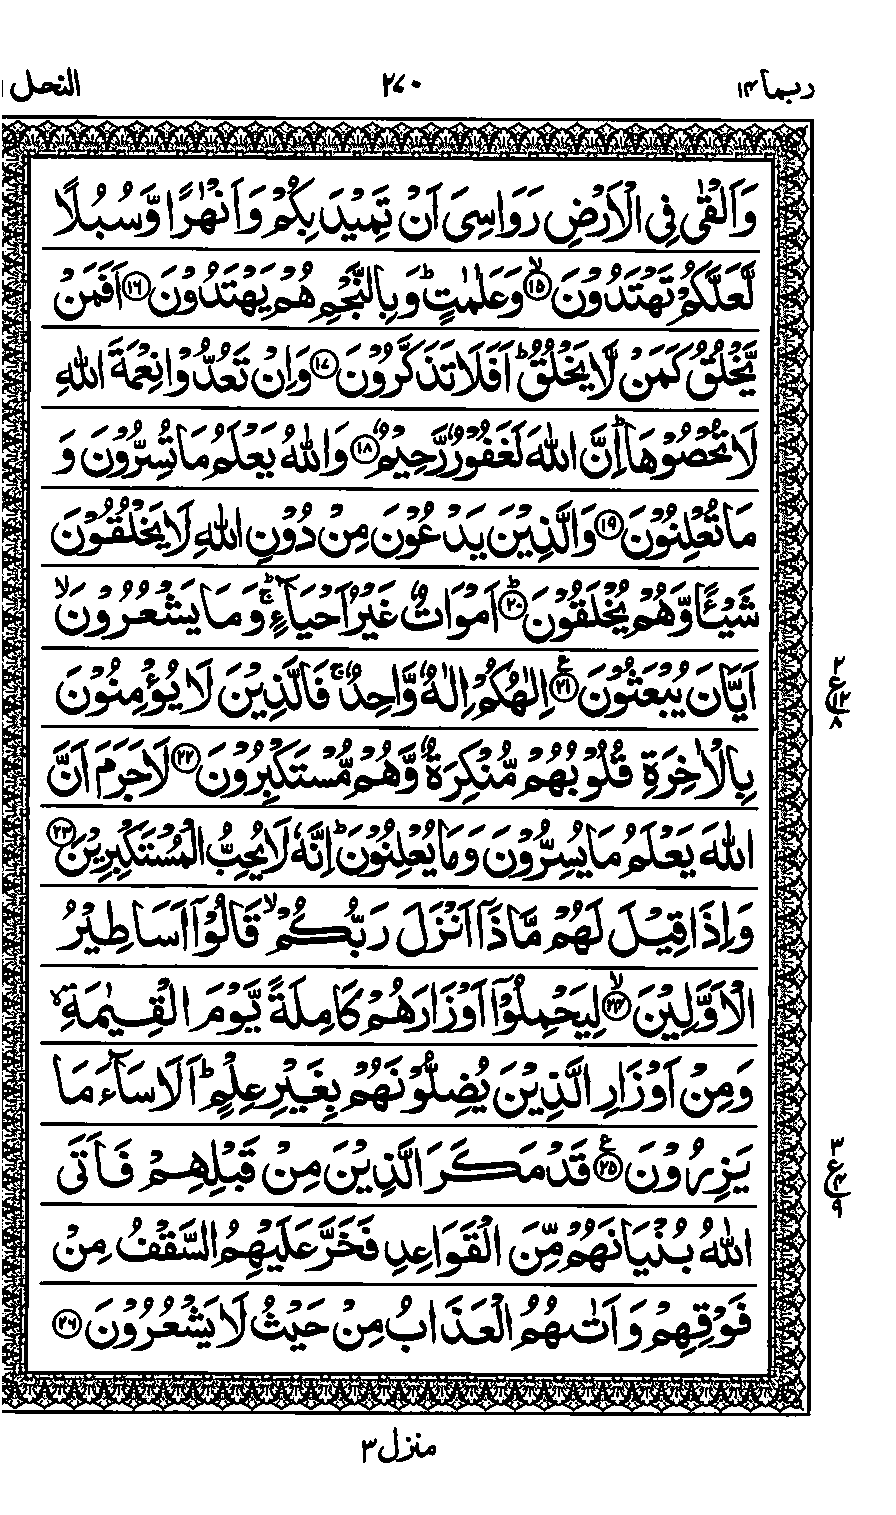 ربما ١٤ ٢٧٠ النحل ١
وَاَلْقٰى فِى الْاَرْضِ رَوَاسِىَ اَنْ تَمِيْدَ بِكُمْ وَاَنْهٰرًا وَّسُبُلًا
لَّعَلَّكُمْ تَهْتَدُوْنَ ۙ﴿١٥﴾ وَعَلٰمٰتٍ ؕ وَبِالنَّجْمِ هُمْ يَهْتَدُوْنَ ﴿١٦﴾ اَفَمَنْ
يَّخْلُقُ كَمَنْ لَّا يَخْلُقُ ؕ اَفَلَا تَذَكَّرُوْنَ ﴿١٧﴾ وَاِنْ تَعُدُّوْا نِعْمَةَ اللّٰهِ
لَا تُحْصُوْهَا ؕ اِنَّ اللّٰهَ لَغَفُوْرٌ رَّحِيْمٌ ﴿١٨﴾ وَاللّٰهُ يَعْلَمُ مَا تُسِرُّوْنَ وَ
مَا تُعْلِنُوْنَ ﴿١٩﴾ وَالَّذِيْنَ يَدْعُوْنَ مِنْ دُوْنِ اللّٰهِ لَا يَخْلُقُوْنَ
شَيْـًٔا وَّهُمْ يُخْلَقُوْنَ ؕ﴿٢٠﴾ اَمْوَاتٌ غَيْرُ اَحْيَآءٍ ۚ وَمَا يَشْعُرُوْنَ ۙ
اَيَّانَ يُبْعَثُوْنَ ﴿٢١﴾ ع اِلٰهُكُمْ اِلٰهٌ وَّاحِدٌ ۚ فَالَّذِيْنَ لَا يُؤْمِنُوْنَ
٢ ع ١٢ ٨
بِالْاٰخِرَةِ قُلُوْبُهُمْ مُّنْكِرَةٌ وَّهُمْ مُّسْتَكْبِرُوْنَ ﴿٢٢﴾ لَا جَرَمَ اَنَّ
اللّٰهَ يَعْلَمُ مَا يُسِرُّوْنَ وَمَا يُعْلِنُوْنَ ؕ اِنَّهٗ لَا يُحِبُّ الْمُسْتَكْبِرِيْنَ ﴿٢٣﴾
وَاِذَا قِيْلَ لَهُمْ مَّاذَاۤ اَنْزَلَ رَبُّكُمْ ۙ قَالُوْۤا اَسَاطِيْرُ
الْاَوَّلِيْنَ ۙ﴿٢٤﴾ لِيَحْمِلُوْۤا اَوْزَارَهُمْ كَامِلَةً يَّوْمَ الْقِيٰمَةِ ۙ
وَمِنْ اَوْزَارِ الَّذِيْنَ يُضِلُّوْنَهُمْ بِغَيْرِ عِلْمٍ ؕ اَلَا سَآءَ مَا
يَزِرُوْنَ ﴿٢٥﴾ ع قَدْ مَكَرَ الَّذِيْنَ مِنْ قَبْلِهِمْ فَاَتَى
٣ ع ٤ ٩
اللّٰهُ بُنْيَانَهُمْ مِّنَ الْقَوَاعِدِ فَخَرَّ عَلَيْهِمُ السَّقْفُ مِنْ
فَوْقِهِمْ وَاَتٰىهُمُ الْعَذَابُ مِنْ حَيْثُ لَا يَشْعُرُوْنَ ﴿٢٦﴾
منزل ٣